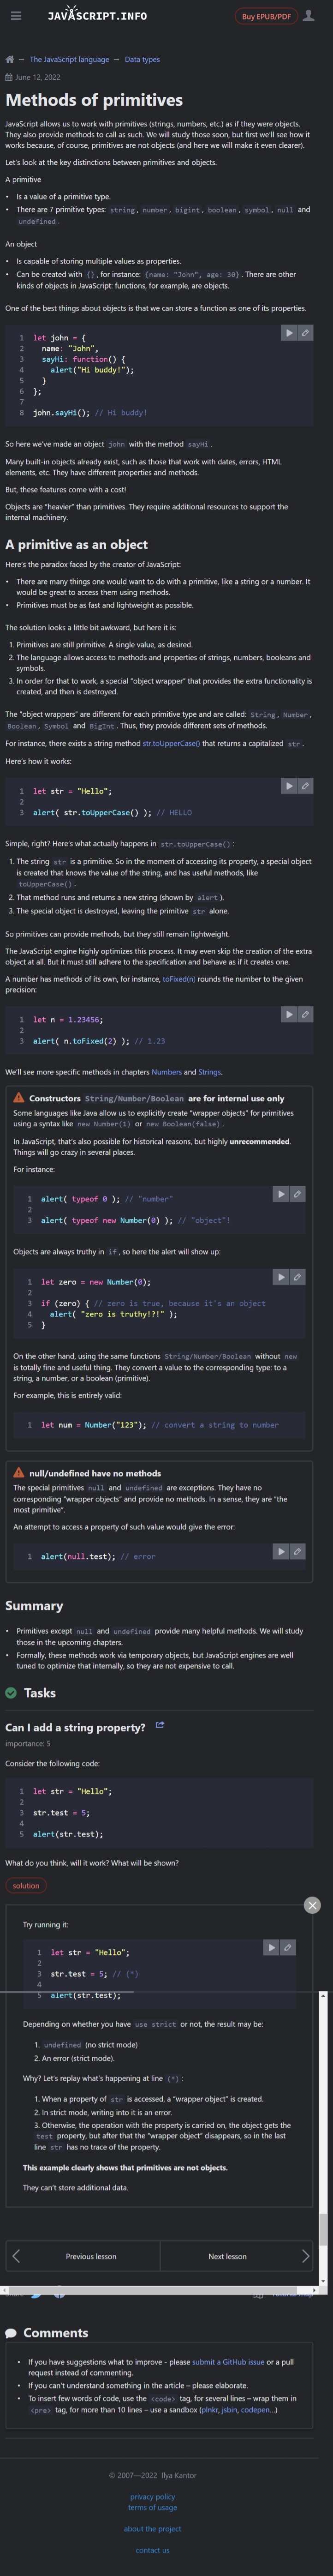 JAVASCRIPT.INFO
Buy EPUB/PDF
The JavaScript language
Data types
June 12, 2022
Methods of primitives
JavaScript allows us to work with primitives (strings, numbers, etc.) as if they were objects.
They also provide methods to call as such. We will study those soon, but first we'll see how it
works because, of course, primitives are not objects (and here we will make it even clearer).
Let's look at the key distinctions between primitives and objects.
A primitive
• Is a value of a primitive type.
• There are 7 primitive types: string, number, bigint, boolean, symbol, null and
undefined.
An object
• Is capable of storing multiple values as properties.
• Can be created with {}, for instance: {name: "John", age: 30}. There are other
kinds of objects in JavaScript: functions, for example, are objects.
One of the best things about objects is that we can store a function as one of its properties.
1 let john = {
2 name: "John",
3 sayHi: function() {
4 alert("Hi buddy!");
5 }
6 };
7
8 john.sayHi(); // Hi buddy!
So here we've made an object john with the method sayHi.
Many built-in objects already exist, such as those that work with dates, errors, HTML
elements, etc. They have different properties and methods.
But, these features come with a cost!
Objects are "heavier" than primitives. They require additional resources to support the
internal machinery.
A primitive as an object
Here's the paradox faced by the creator of JavaScript:
• There are many things one would want to do with a primitive, like a string or a number. It
would be great to access them using methods.
• Primitives must be as fast and lightweight as possible.
The solution looks a little bit awkward, but here it is:
1. Primitives are still primitive. A single value, as desired.
2. The language allows access to methods and properties of strings, numbers, booleans and
symbols.
3. In order for that to work, a special "object wrapper" that provides the extra functionality is
created, and then is destroyed.
The "object wrappers" are different for each primitive type and are called: String, Number,
Boolean, Symbol and BigInt. Thus, they provide different sets of methods.
For instance, there exists a string method str.toUpperCase() that returns a capitalized str.
Here's how it works:
1 let str = "Hello";
2
3 alert( str.toUpperCase() ); // HELLO
Simple, right? Here's what actually happens in str.toUpperCase():
1. The string str is a primitive. So in the moment of accessing its property, a special object
is created that knows the value of the string, and has useful methods, like
toUpperCase().
2. That method runs and returns a new string (shown by alert).
3. The special object is destroyed, leaving the primitive str alone.
So primitives can provide methods, but they still remain lightweight.
The JavaScript engine highly optimizes this process. It may even skip the creation of the extra
object at all. But it must still adhere to the specification and behave as if it creates one.
A number has methods of its own, for instance, toFixed(n) rounds the number to the given
precision:
1 let n = 1.23456;
2
3 alert( n.toFixed(2) ); // 1.23
We'll see more specific methods in chapters Numbers and Strings.
Constructors String/Number/Boolean are for internal use only
Some languages like Java allow us to explicitly create "wrapper objects" for primitives
using a syntax like new Number(1) or new Boolean(false).
In JavaScript, that's also possible for historical reasons, but highly unrecommended.
Things will go crazy in several places.
For instance:
1 alert( typeof 0 ); // "number"
2
3 alert( typeof new Number(0) ); // "object"!
Objects are always truthy in if, so here the alert will show up:
1 let zero = new Number(0);
2
3 if (zero) { // zero is true, because it's an object
4 alert( "zero is truthy!?!" );
5 }
On the other hand, using the same functions String/Number/Boolean without new
is totally fine and useful thing. They convert a value to the corresponding type: to a
string, a number, or a boolean (primitive).
For example, this is entirely valid:
1 let num = Number("123"); // convert a string to number
null/undefined have no methods
The special primitives null and undefined are exceptions. They have no
corresponding "wrapper objects" and provide no methods. In a sense, they are "the
most primitive".
An attempt to access a property of such value would give the error:
1 alert(null.test); // error
Summary
• Primitives except null and undefined provide many helpful methods. We will study
those in the upcoming chapters.
• Formally, these methods work via temporary objects, but JavaScript engines are well
tuned to optimize that internally, so they are not expensive to call.
Tasks
Can I add a string property?
importance: 5
Consider the following code:
1 let str = "Hello";
2
3 str.test = 5;
4
5 alert(str.test);
What do you think, will it work? What will be shown?
solution
Try running it:
1 let str = "Hello";
2
3 str.test = 5; // (*)
4
5 alert(str.test);
Depending on whether you have use strict or not, the result may be:
1. undefined (no strict mode)
2. An error (strict mode).
Why? Let's replay what's happening at line (*):
1. When a property of str is accessed, a "wrapper object" is created.
2. In strict mode, writing into it is an error.
3. Otherwise, the operation with the property is carried on, the object gets the
test property, but after that the "wrapper object" disappears, so in the last
line str has no trace of the property.
This example clearly shows that primitives are not objects.
They can't store additional data.
Previous lesson
Next lesson
Comments
• If you have suggestions what to improve - please submit a GitHub issue or a pull
request instead of commenting.
• If you can't understand something in the article – please elaborate.
• To insert few words of code, use the <code> tag, for several lines – wrap them in
<pre> tag, for more than 10 lines – use a sandbox (plnkr, jsbin, codepen…)
© 2007—2022 Ilya Kantor
privacy policy
terms of usage
about the project
contact us